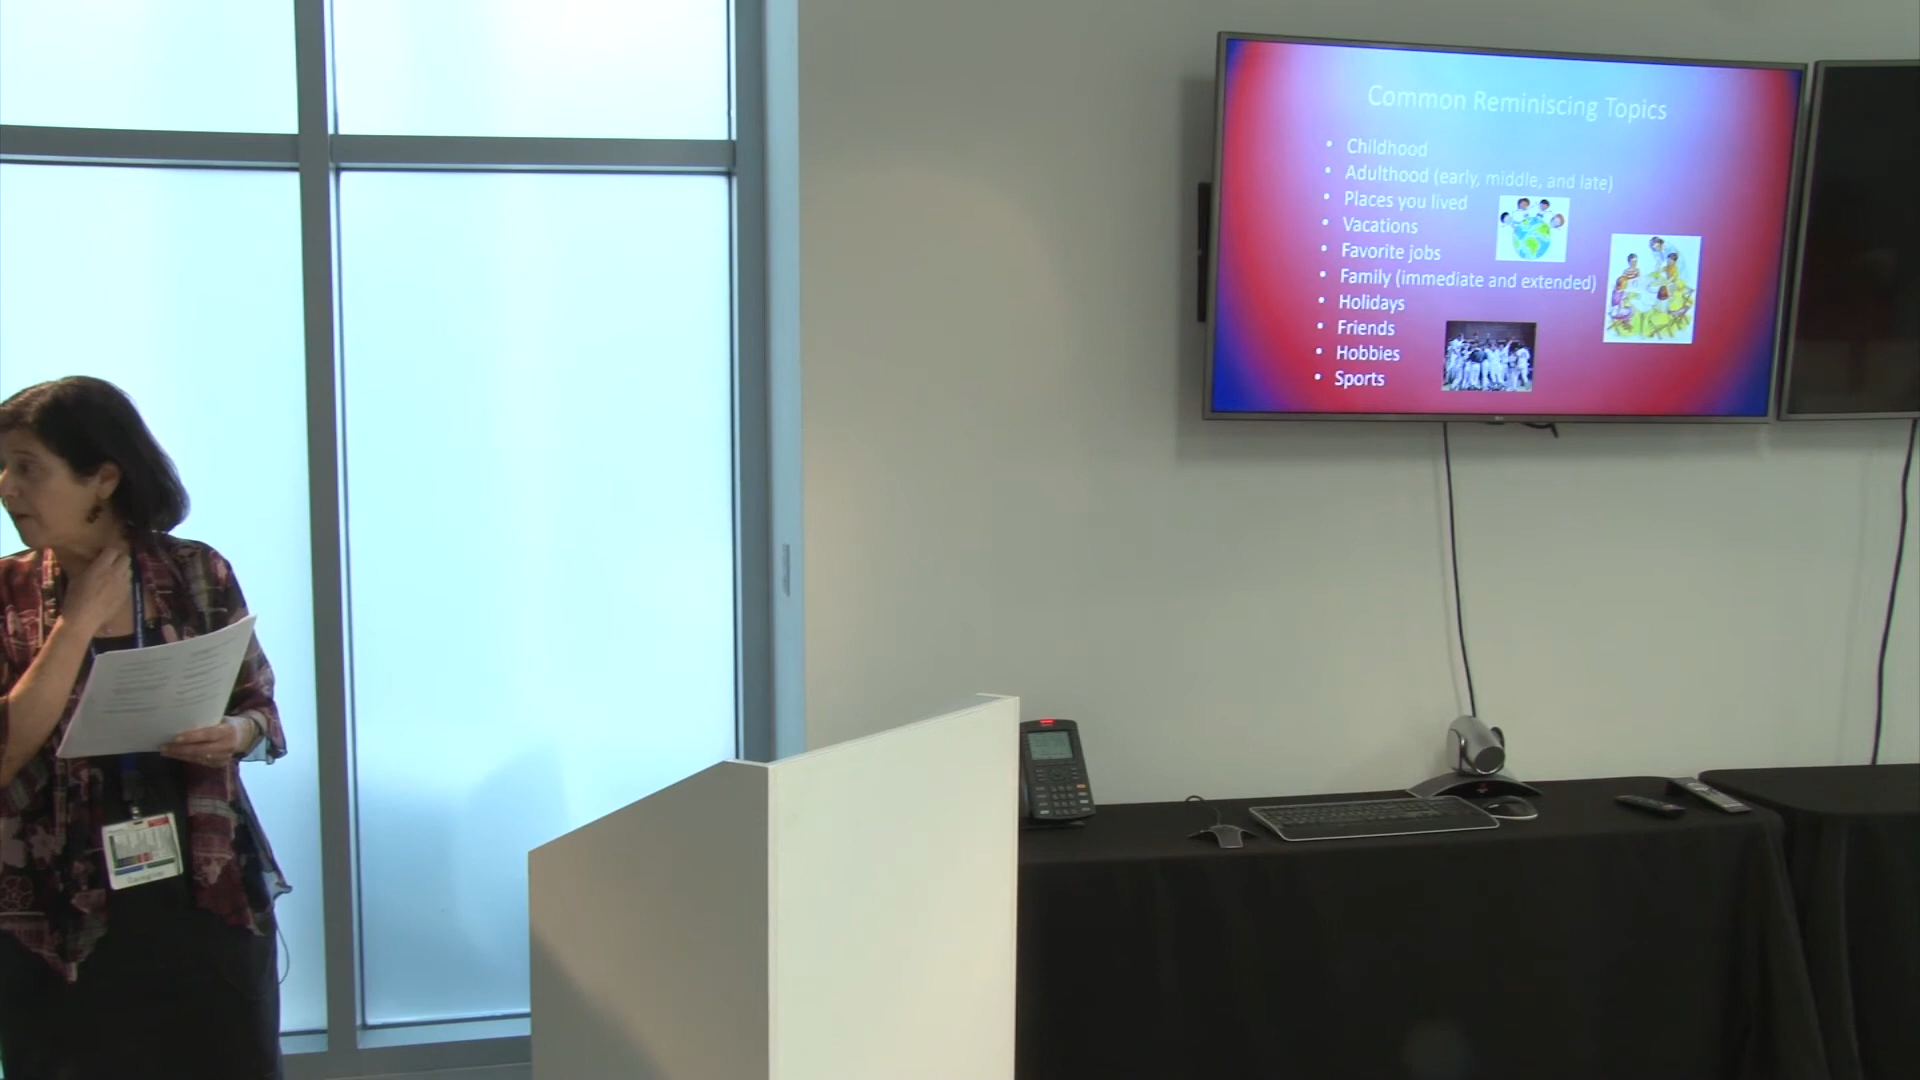 Common Reminiscing Topics
• Childhood
• Adulthood (early, middle, and late)
• Places you lived
• Vacations
• Favorite jobs
• Family (immediate and extended)
• Holidays
• Friends
• Hobbies
• Sports